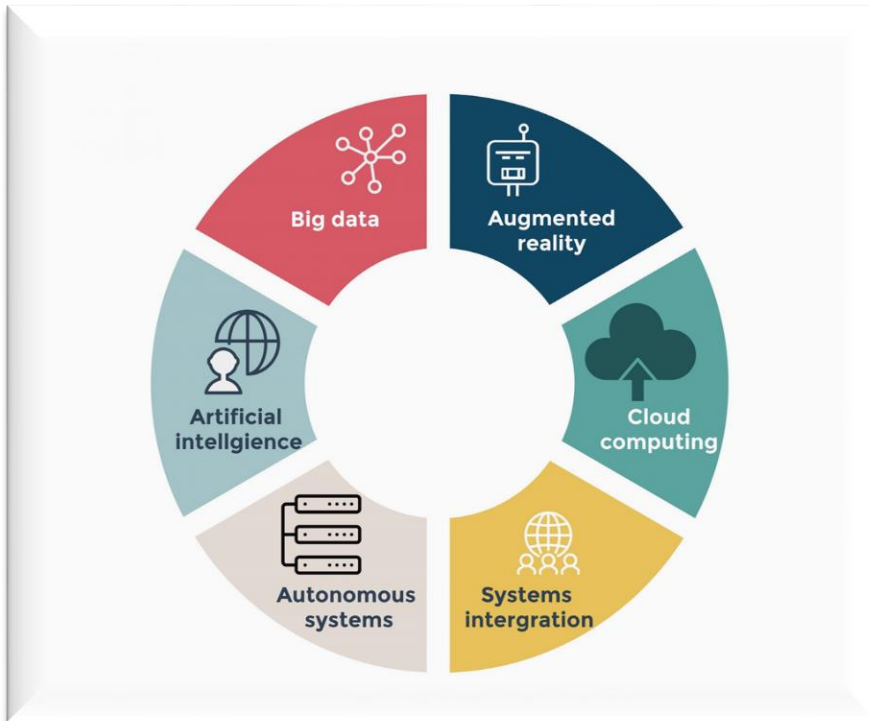 Big data
Augmented
reality
Artificial
intellgience
Cloud
computing
Autonomous
systems
Systems
intergration